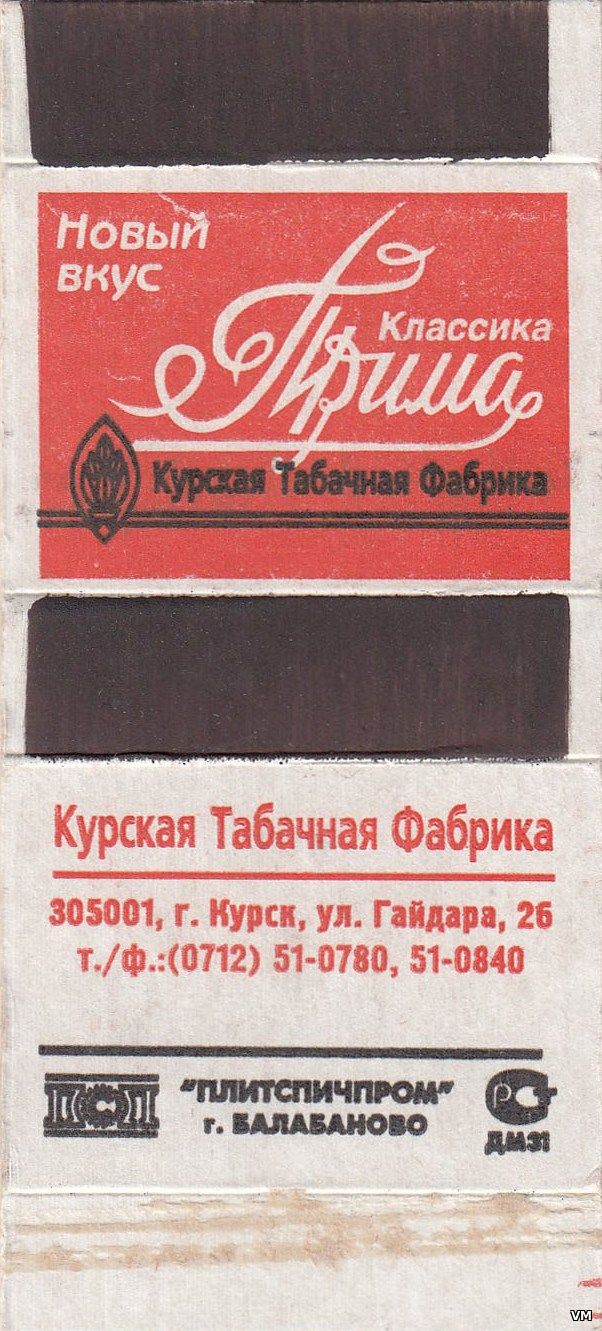 Новый
вкус
Классика
Прима
Курская Табачная Фабрика
Курская Табачная Фабрика
305001, г. Курск, ул. Гайдара, 26
т./ф.:(0712) 51-0780, 51-0840
"ПЛИТСПИЧПРОМ"
г. БАЛАБАНОВО
ДМ31
VM